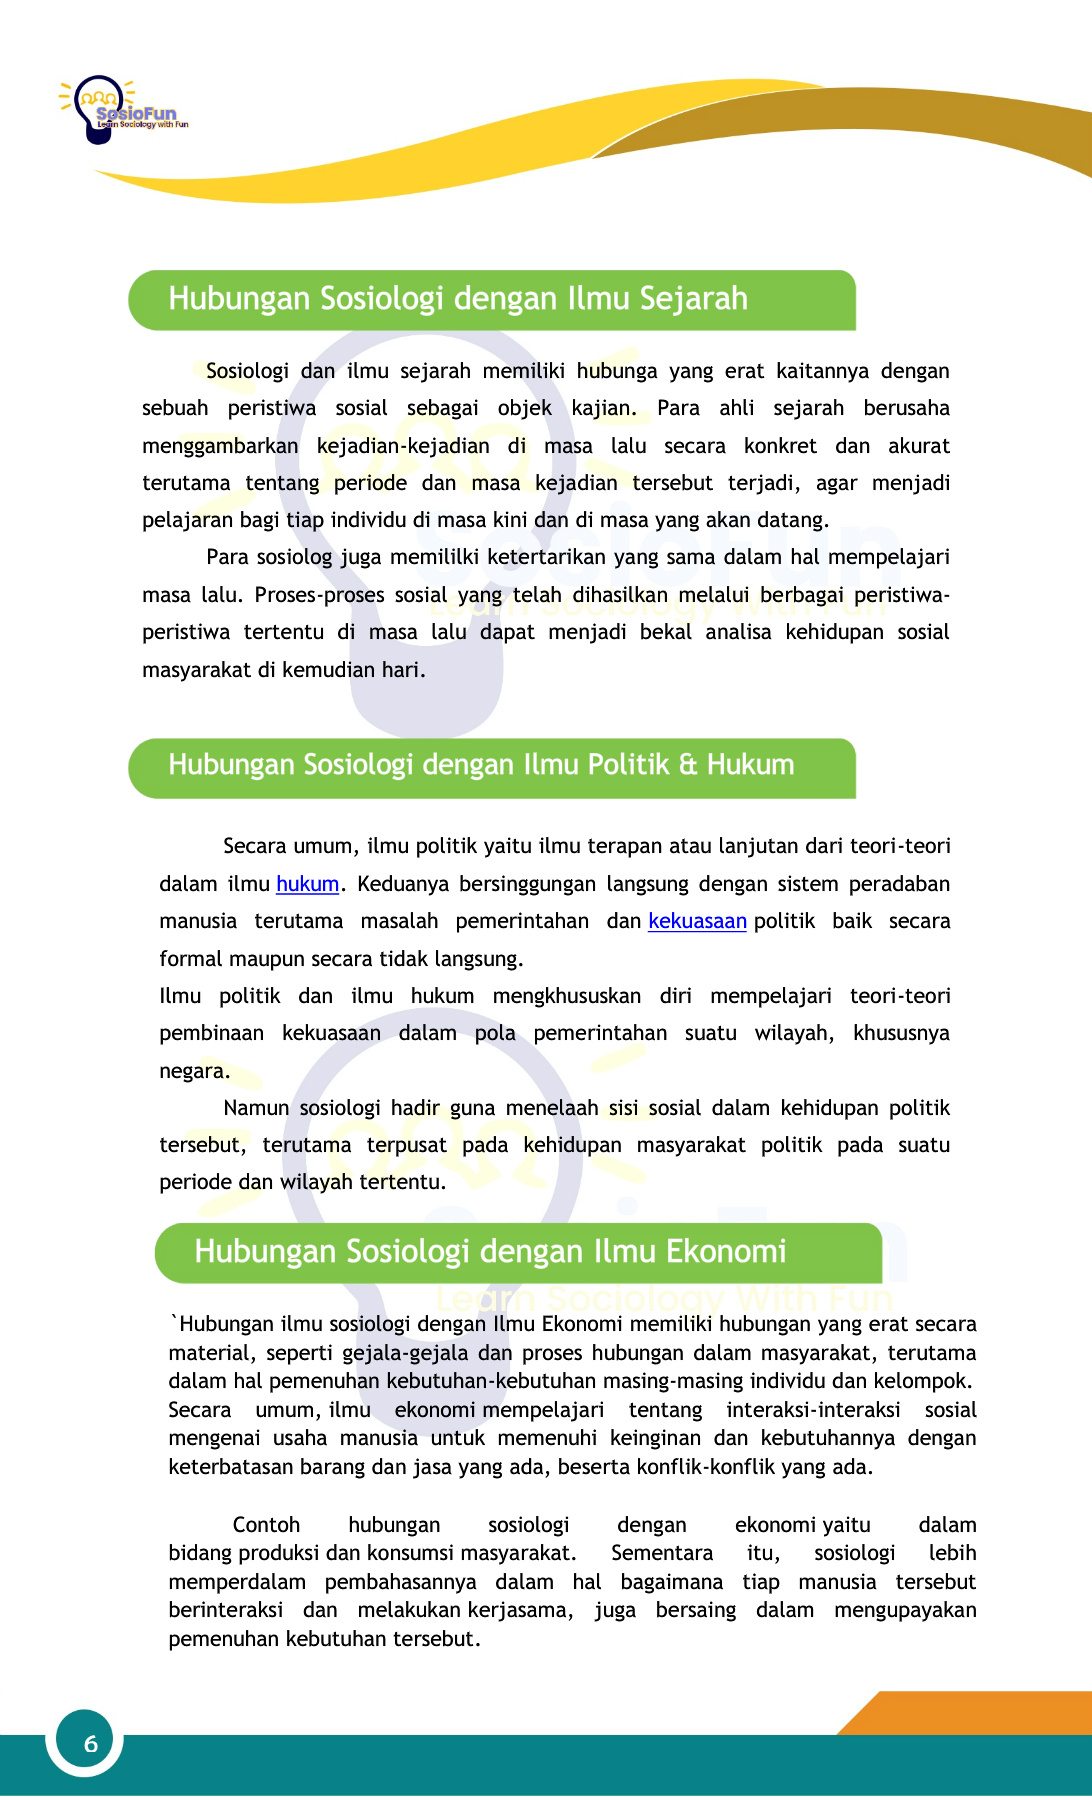 SosioFun
Learn Sociology with Fun
Hubungan Sosiologi dengan Ilmu Sejarah
Sosiologi dan ilmu sejarah memiliki hubunga yang erat kaitannya dengan
sebuah peristiwa sosial sebagai objek kajian. Para ahli sejarah berusaha
menggambarkan kejadian-kejadian di masa lalu secara konkret dan akurat
terutama tentang periode dan masa kejadian tersebut terjadi, agar menjadi
pelajaran bagi tiap individu di masa kini dan di masa yang akan datang.
Para sosiolog juga memililki ketertarikan yang sama dalam hal mempelajari
masa lalu. Proses-proses sosial yang telah dihasilkan melalui berbagai peristiwa-
peristiwa tertentu di masa lalu dapat menjadi bekal analisa kehidupan sosial
masyarakat di kemudian hari.
SosioFun
Learn Sociology With Fun
Hubungan Sosiologi dengan Ilmu Politik & Hukum
Secara umum, ilmu politik yaitu ilmu terapan atau lanjutan dari teori-teori
dalam ilmu hukum. Keduanya bersinggungan langsung dengan sistem peradaban
manusia terutama masalah pemerintahan dan kekuasaan politik baik secara
formal maupun secara tidak langsung.
Ilmu politik dan ilmu hukum mengkhususkan diri mempelajari teori-teori
pembinaan kekuasaan dalam pola pemerintahan suatu wilayah, khususnya
negara.
Namun sosiologi hadir guna menelaah sisi sosial dalam kehidupan politik
tersebut, terutama terpusat pada kehidupan masyarakat politik pada suatu
periode dan wilayah tertentu.
SosioFun
Hubungan Sosiologi dengan Ilmu Ekonomi
Learn Sociology With Fun
`Hubungan ilmu sosiologi dengan Ilmu Ekonomi memiliki hubungan yang erat secara
material, seperti gejala-gejala dan proses hubungan dalam masyarakat, terutama
dalam hal pemenuhan kebutuhan-kebutuhan masing-masing individu dan kelompok.
Secara umum, ilmu ekonomi mempelajari tentang interaksi-interaksi sosial
mengenai usaha manusia untuk memenuhi keinginan dan kebutuhannya dengan
keterbatasan barang dan jasa yang ada, beserta konflik-konflik yang ada.
Contoh hubungan sosiologi dengan ekonomi yaitu dalam
bidang produksi dan konsumsi masyarakat. Sementara itu, sosiologi lebih
memperdalam pembahasannya dalam hal bagaimana tiap manusia tersebut
berinteraksi dan melakukan kerjasama, juga bersaing dalam mengupayakan
pemenuhan kebutuhan tersebut.
6